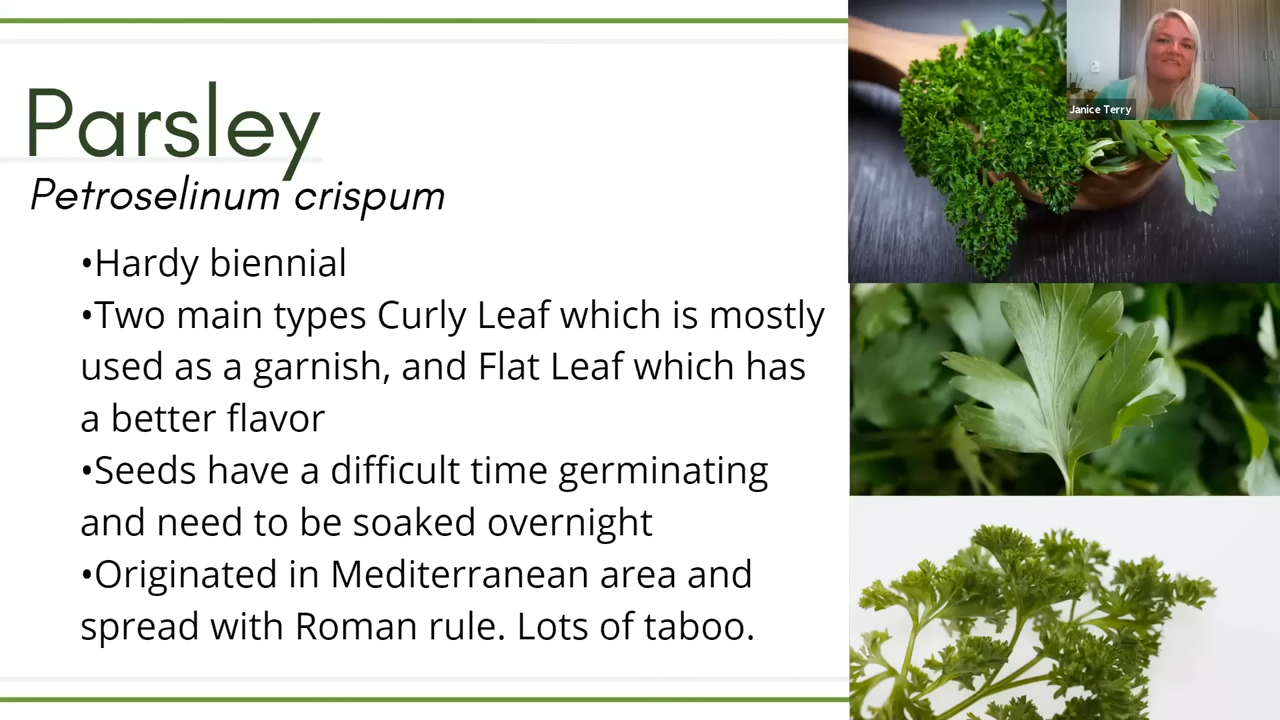 Parsley
Petroselinum crispum
•Hardy biennial
•Two main types Curly Leaf which is mostly
used as a garnish, and Flat Leaf which has
a better flavor
•Seeds have a difficult time germinating
and need to be soaked overnight
•Originated in Mediterranean area and
spread with Roman rule. Lots of taboo.
Janice Terry